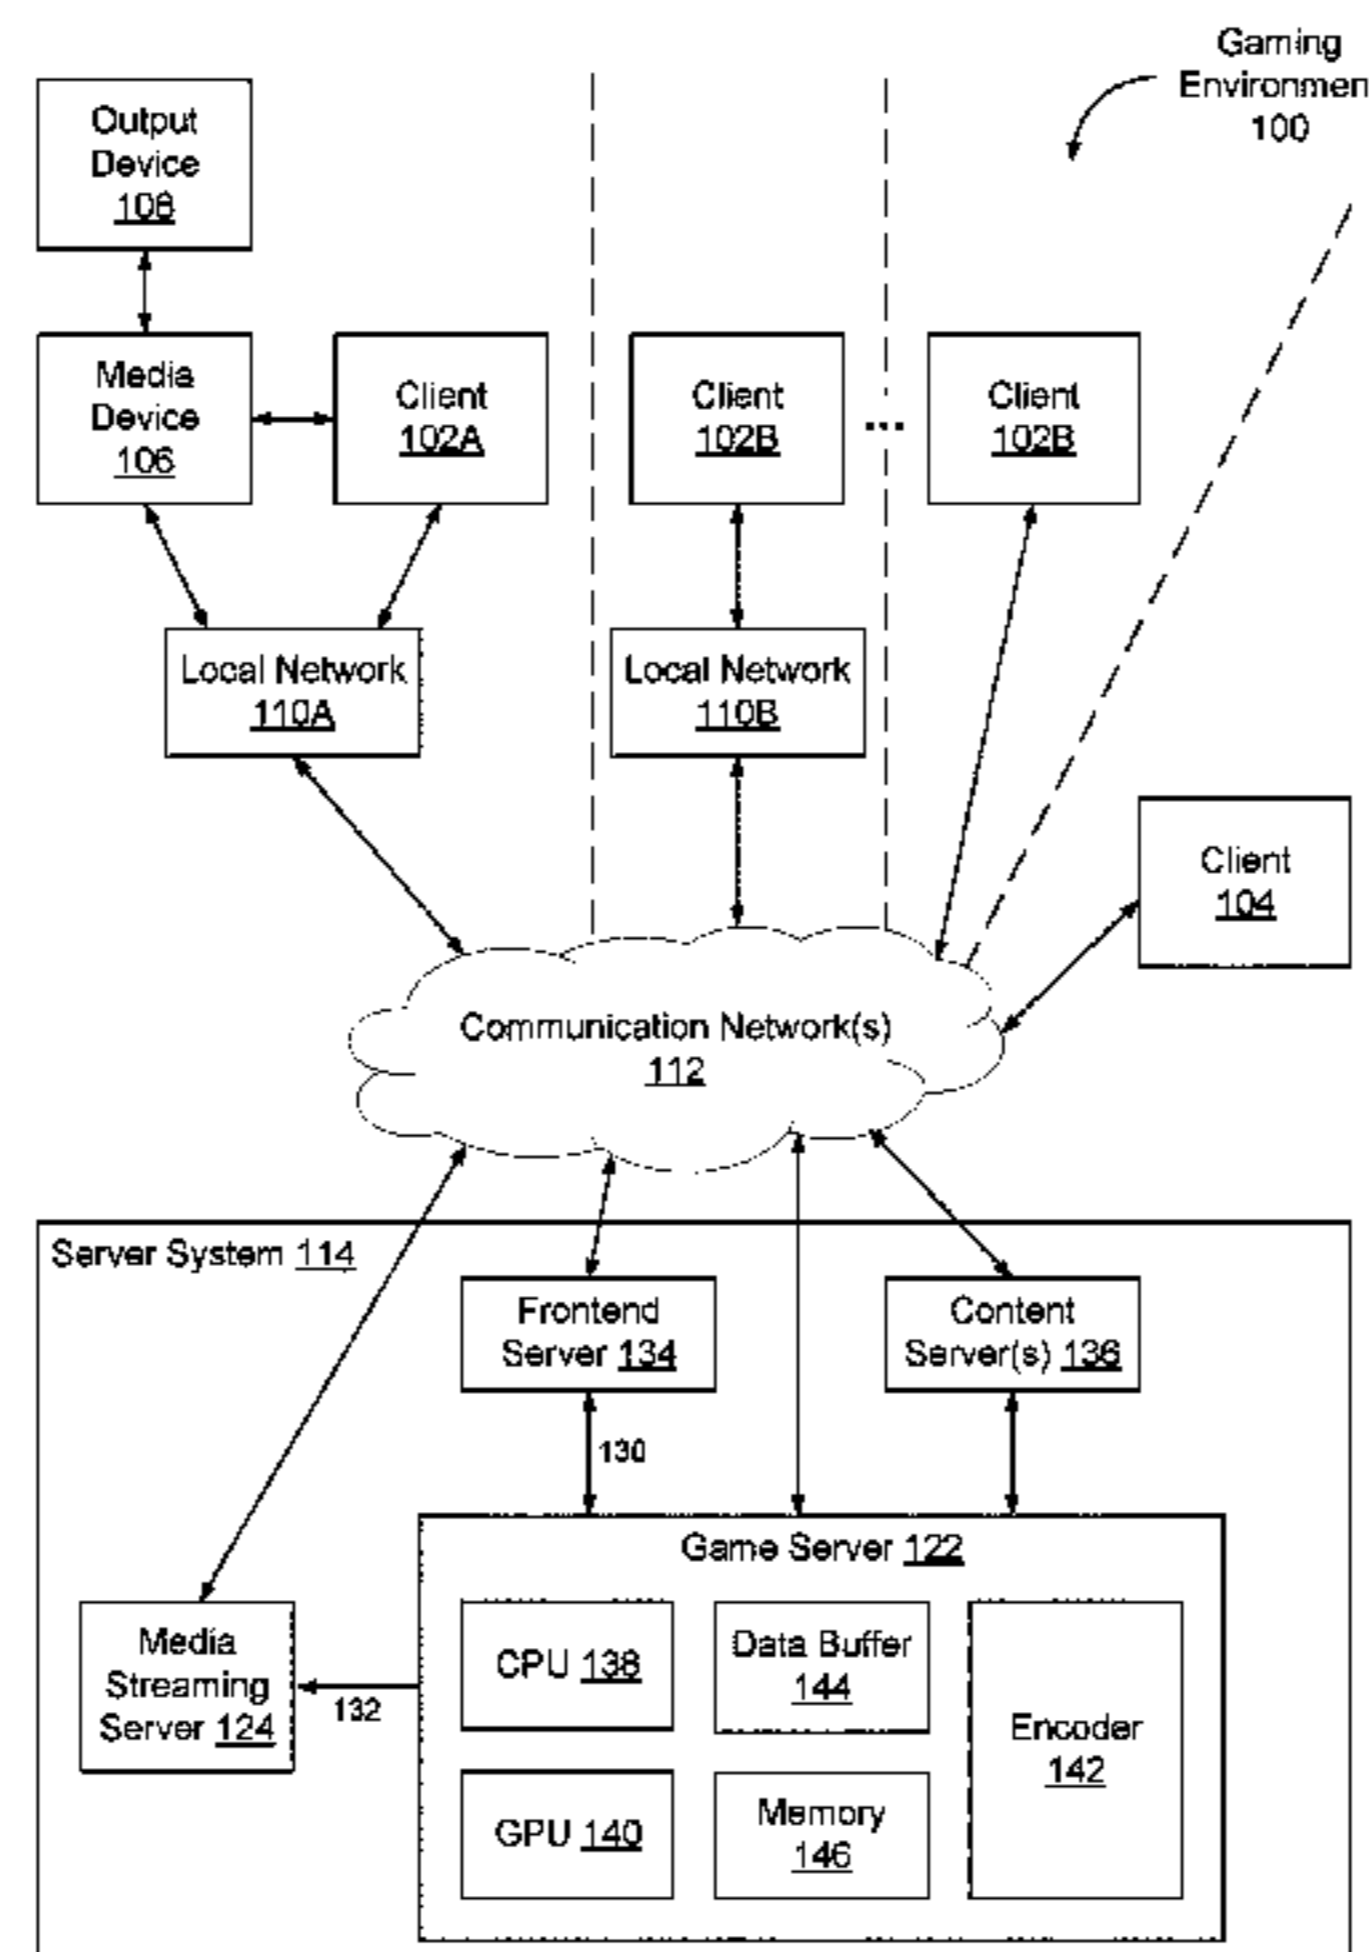 Gaming
Environmen
100
Output
Device
108
Media
Device
106
Client
102A
Client
102B
...
Client
102B
Local Network
110A
Local Network
110B
Client
104
Communication Network(s)
112
Server System 114
Frontend
Server 134
Content
Server(s) 136
130
Game Server 122
Media
Streaming
Server 124
132
CPU 138
Data Buffer
144
Encoder
142
GPU 140
Memory
146